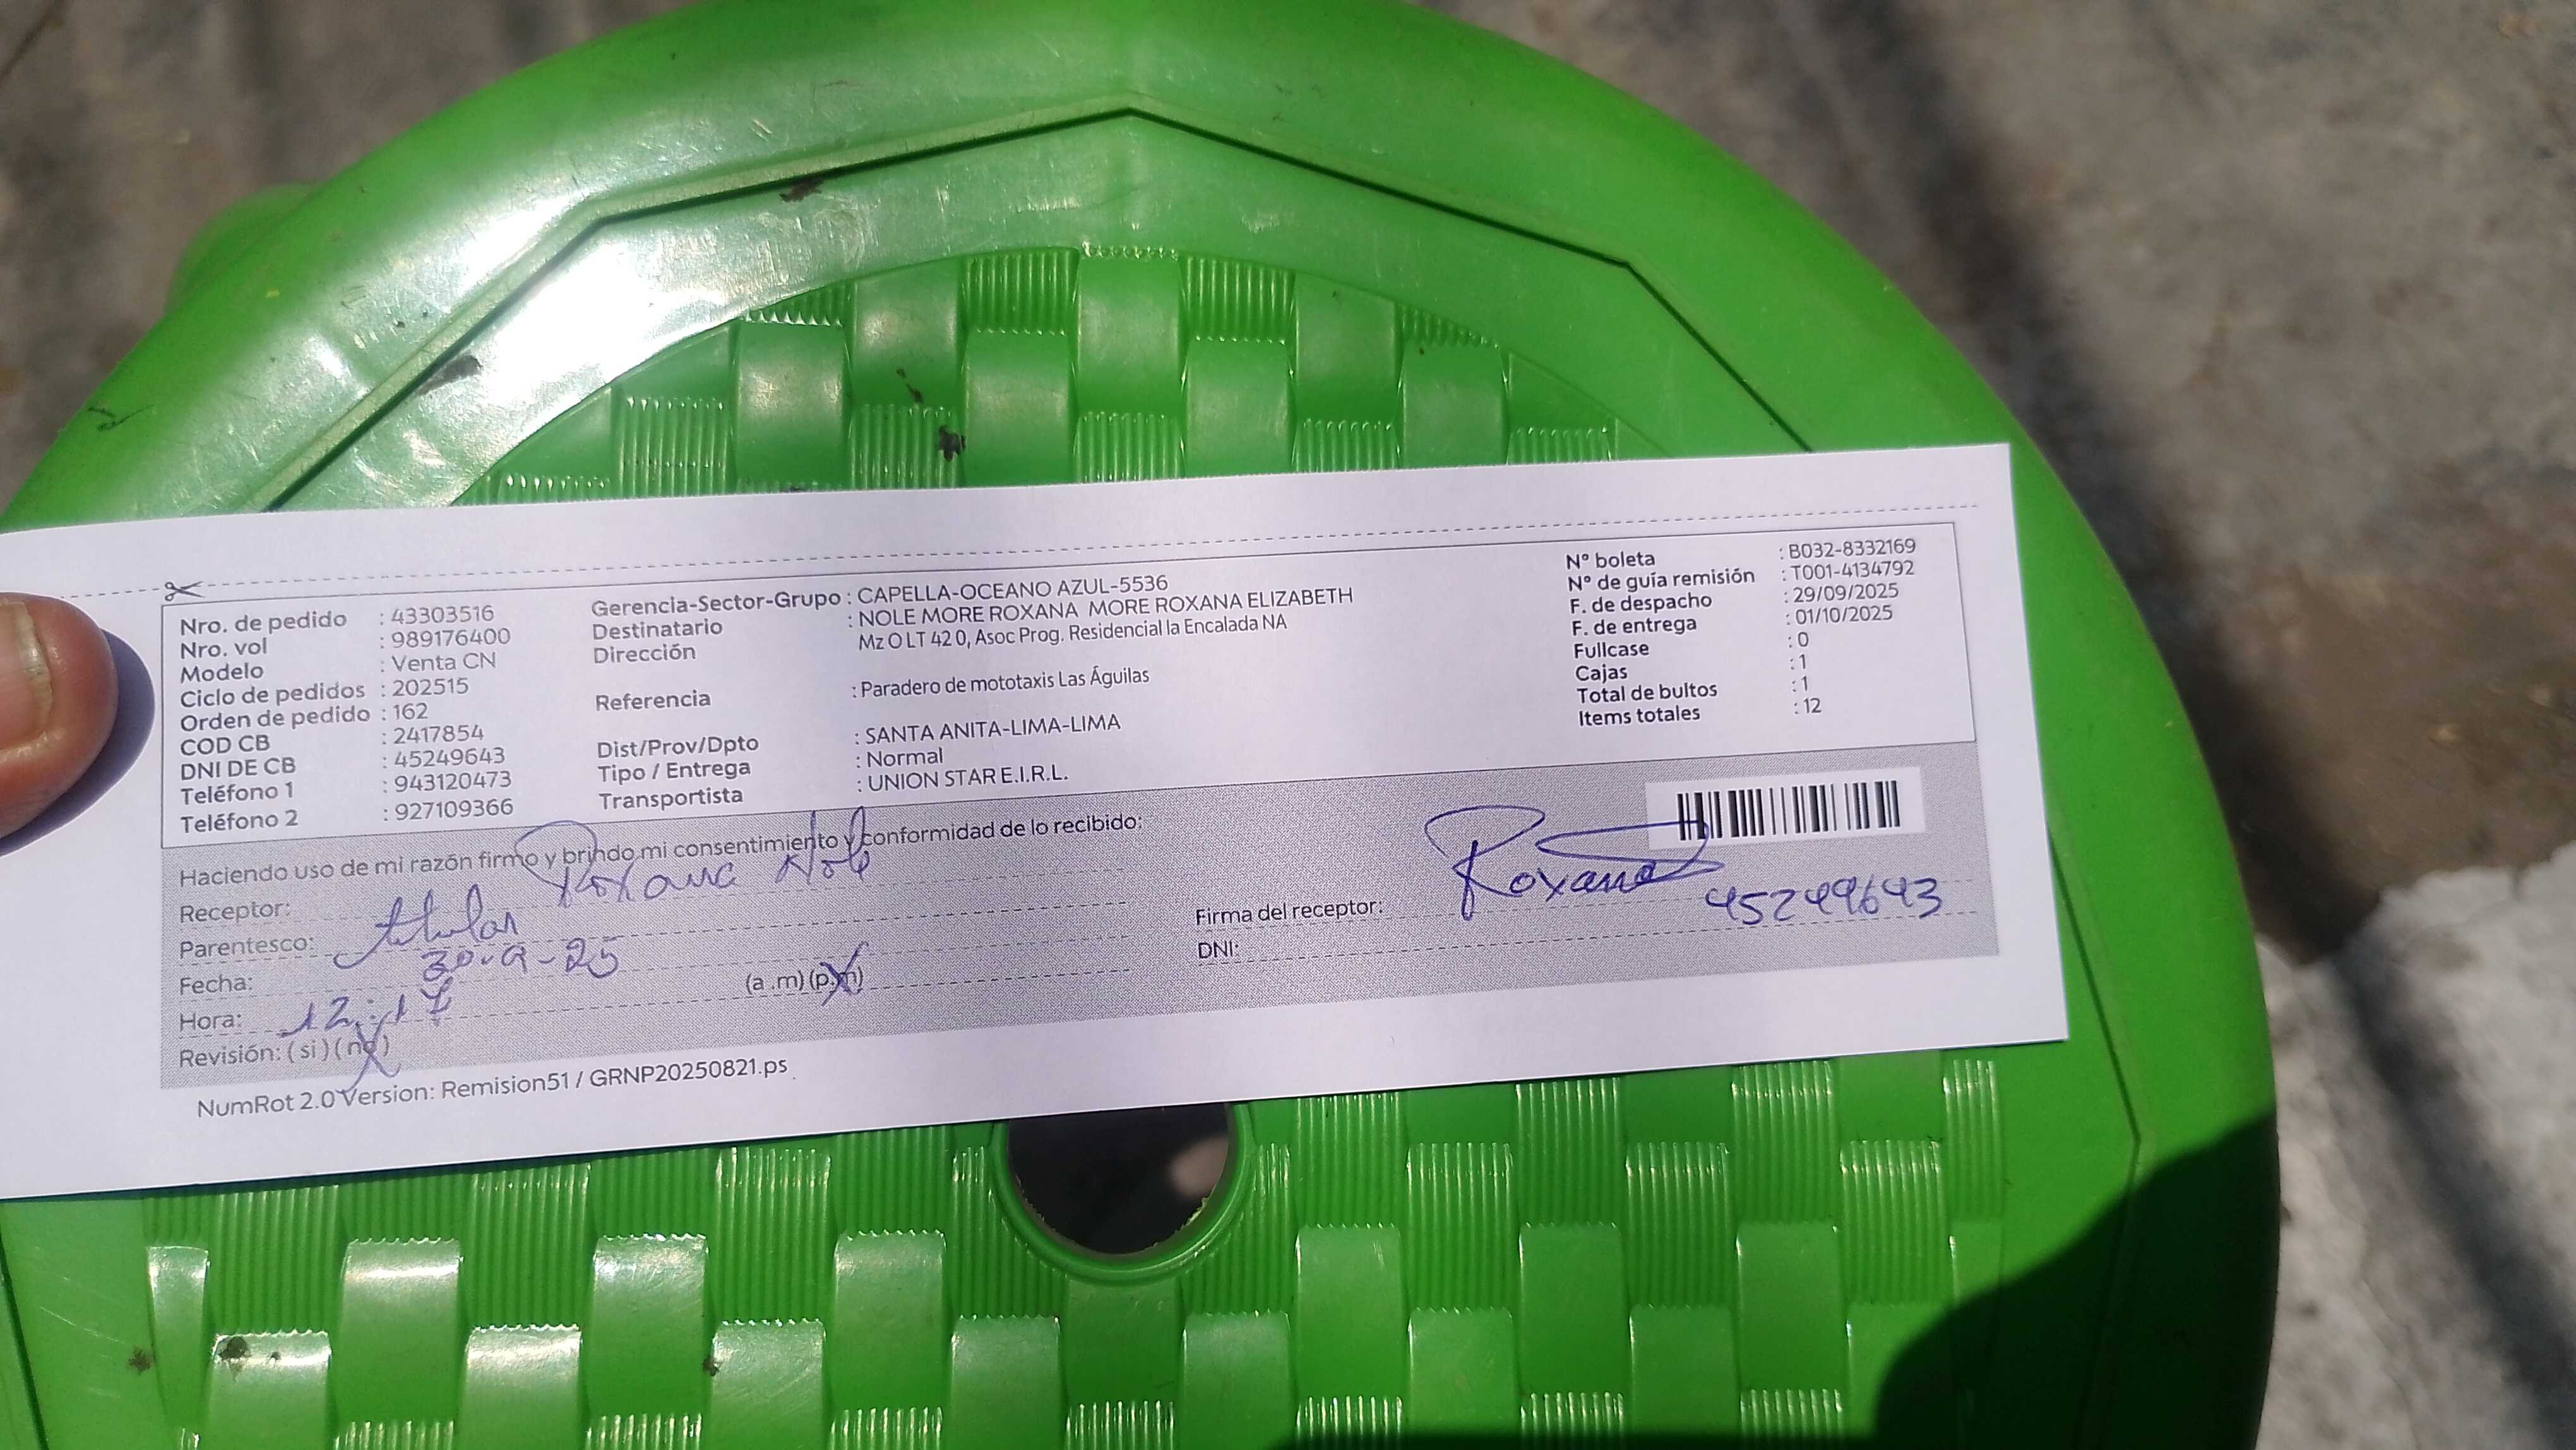 Nro. de pedido : 43303516
Nro. vol : 989176400
Modelo : Venta CN
Ciclo de pedidos : 202515
Orden de pedido : 162
COD CB : 2417854
DNI DE CB : 45249643
Teléfono 1 : 943120473
Teléfono 2 : 927109366
Gerencia-Sector-Grupo : CAPELLA-OCEANO AZUL-5536
Destinatario : NOLE MORE ROXANA MORE ROXANA ELIZABETH
Dirección Mz O LT 42 0, Asoc Prog. Residencial la Encalada NA
Referencia : Paradero de mototaxis Las Águilas
Dist/Prov/Dpto : SANTA ANITA-LIMA-LIMA
Tipo / Entrega : Normal
Transportista : UNION STAR E.I.R.L.
Nº boleta : B032-8332169
Nº de guía remisión : T001-4134792
F. de despacho : 29/09/2025
F. de entrega : 01/10/2025
Fullcase : 0
Cajas : 1
Total de bultos : 1
Items totales : 12
Haciendo uso de mi razón firmo y brindo mi consentimiento y conformidad de lo recibido:
Receptor: Roxana Nole
Parentesco: titular
Fecha: 30-9-25
Hora: 12:17 (a .m) (p.m)
Revisión: ( si ) ( no )
Firma del receptor: Roxana
DNI: 45249643
NumRot 2.0 Version: Remision51 / GRNP20250821.ps